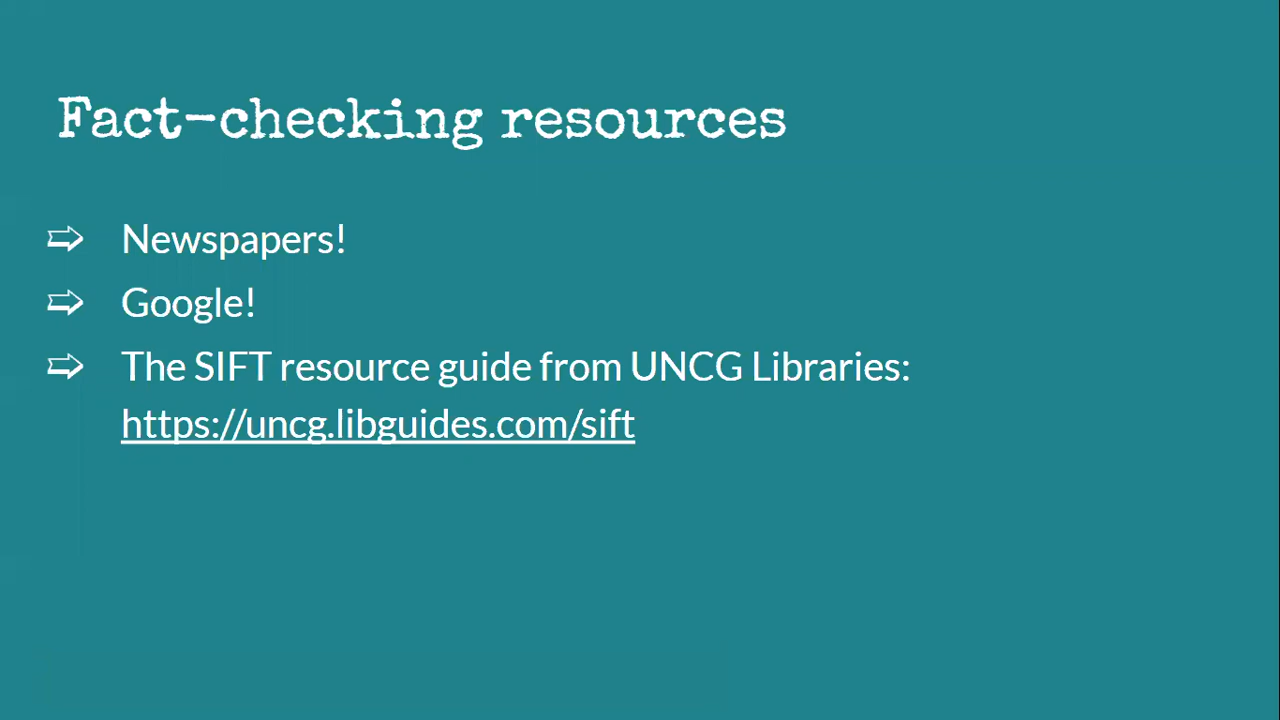 Fact-checking resources
➯ Newspapers!
➯ Google!
➯ The SIFT resource guide from UNCG Libraries:
https://uncg.libguides.com/sift